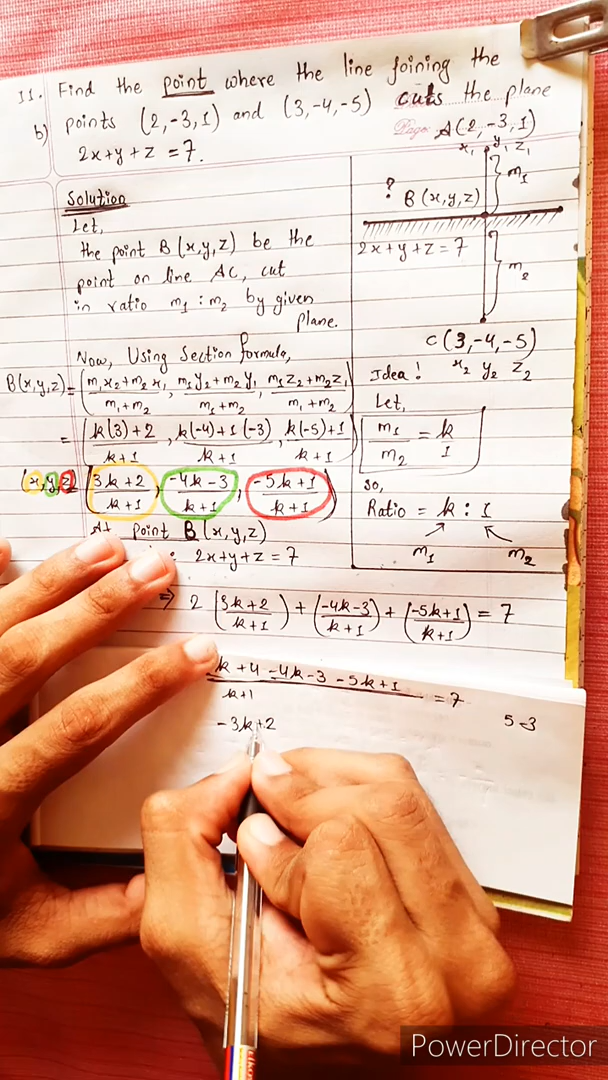 11. Find the point where the line joining the
b) points (2,-3,1) and (3,-4,-5) cuts the plane
2x+y+z =7.
Page: A(2,-3,1)
x₁ y₁ z₁
m₁
? B(x,y,z)
2x+y+z=7
m₂
C(3,-4,-5)
x₂ y₂ z₂
Solution
Let,
the point B(x,y,z) be the
point on line AC, cut
in ratio m₁:m₂ by given
plane.
Now, Using Section formula,
B(x,y,z)=(m₁x₂+m₂x₁/m₁+m₂, m₁y₂+m₂y₁/m₁+m₂, m₁z₂+m₂z₁/m₁+m₂)
= (k(3)+2/k+1, k(-4)+1(-3)/k+1, k(-5)+1/k+1)
(x,y,z) (3k+2/k+1, -4k-3/k+1, -5k+1/k+1)
Idea!
Let,
m₁/m₂ = k/1
so,
Ratio = k : 1
m₁ m₂
At point B(x,y,z)
: 2x+y+z=7
⇒ 2(3k+2/k+1)+(-4k-3/k+1)+(-5k+1/k+1)=7
k+4-4k-3-5k+1/k+1 =7
-3k+2
5-3
PowerDirector